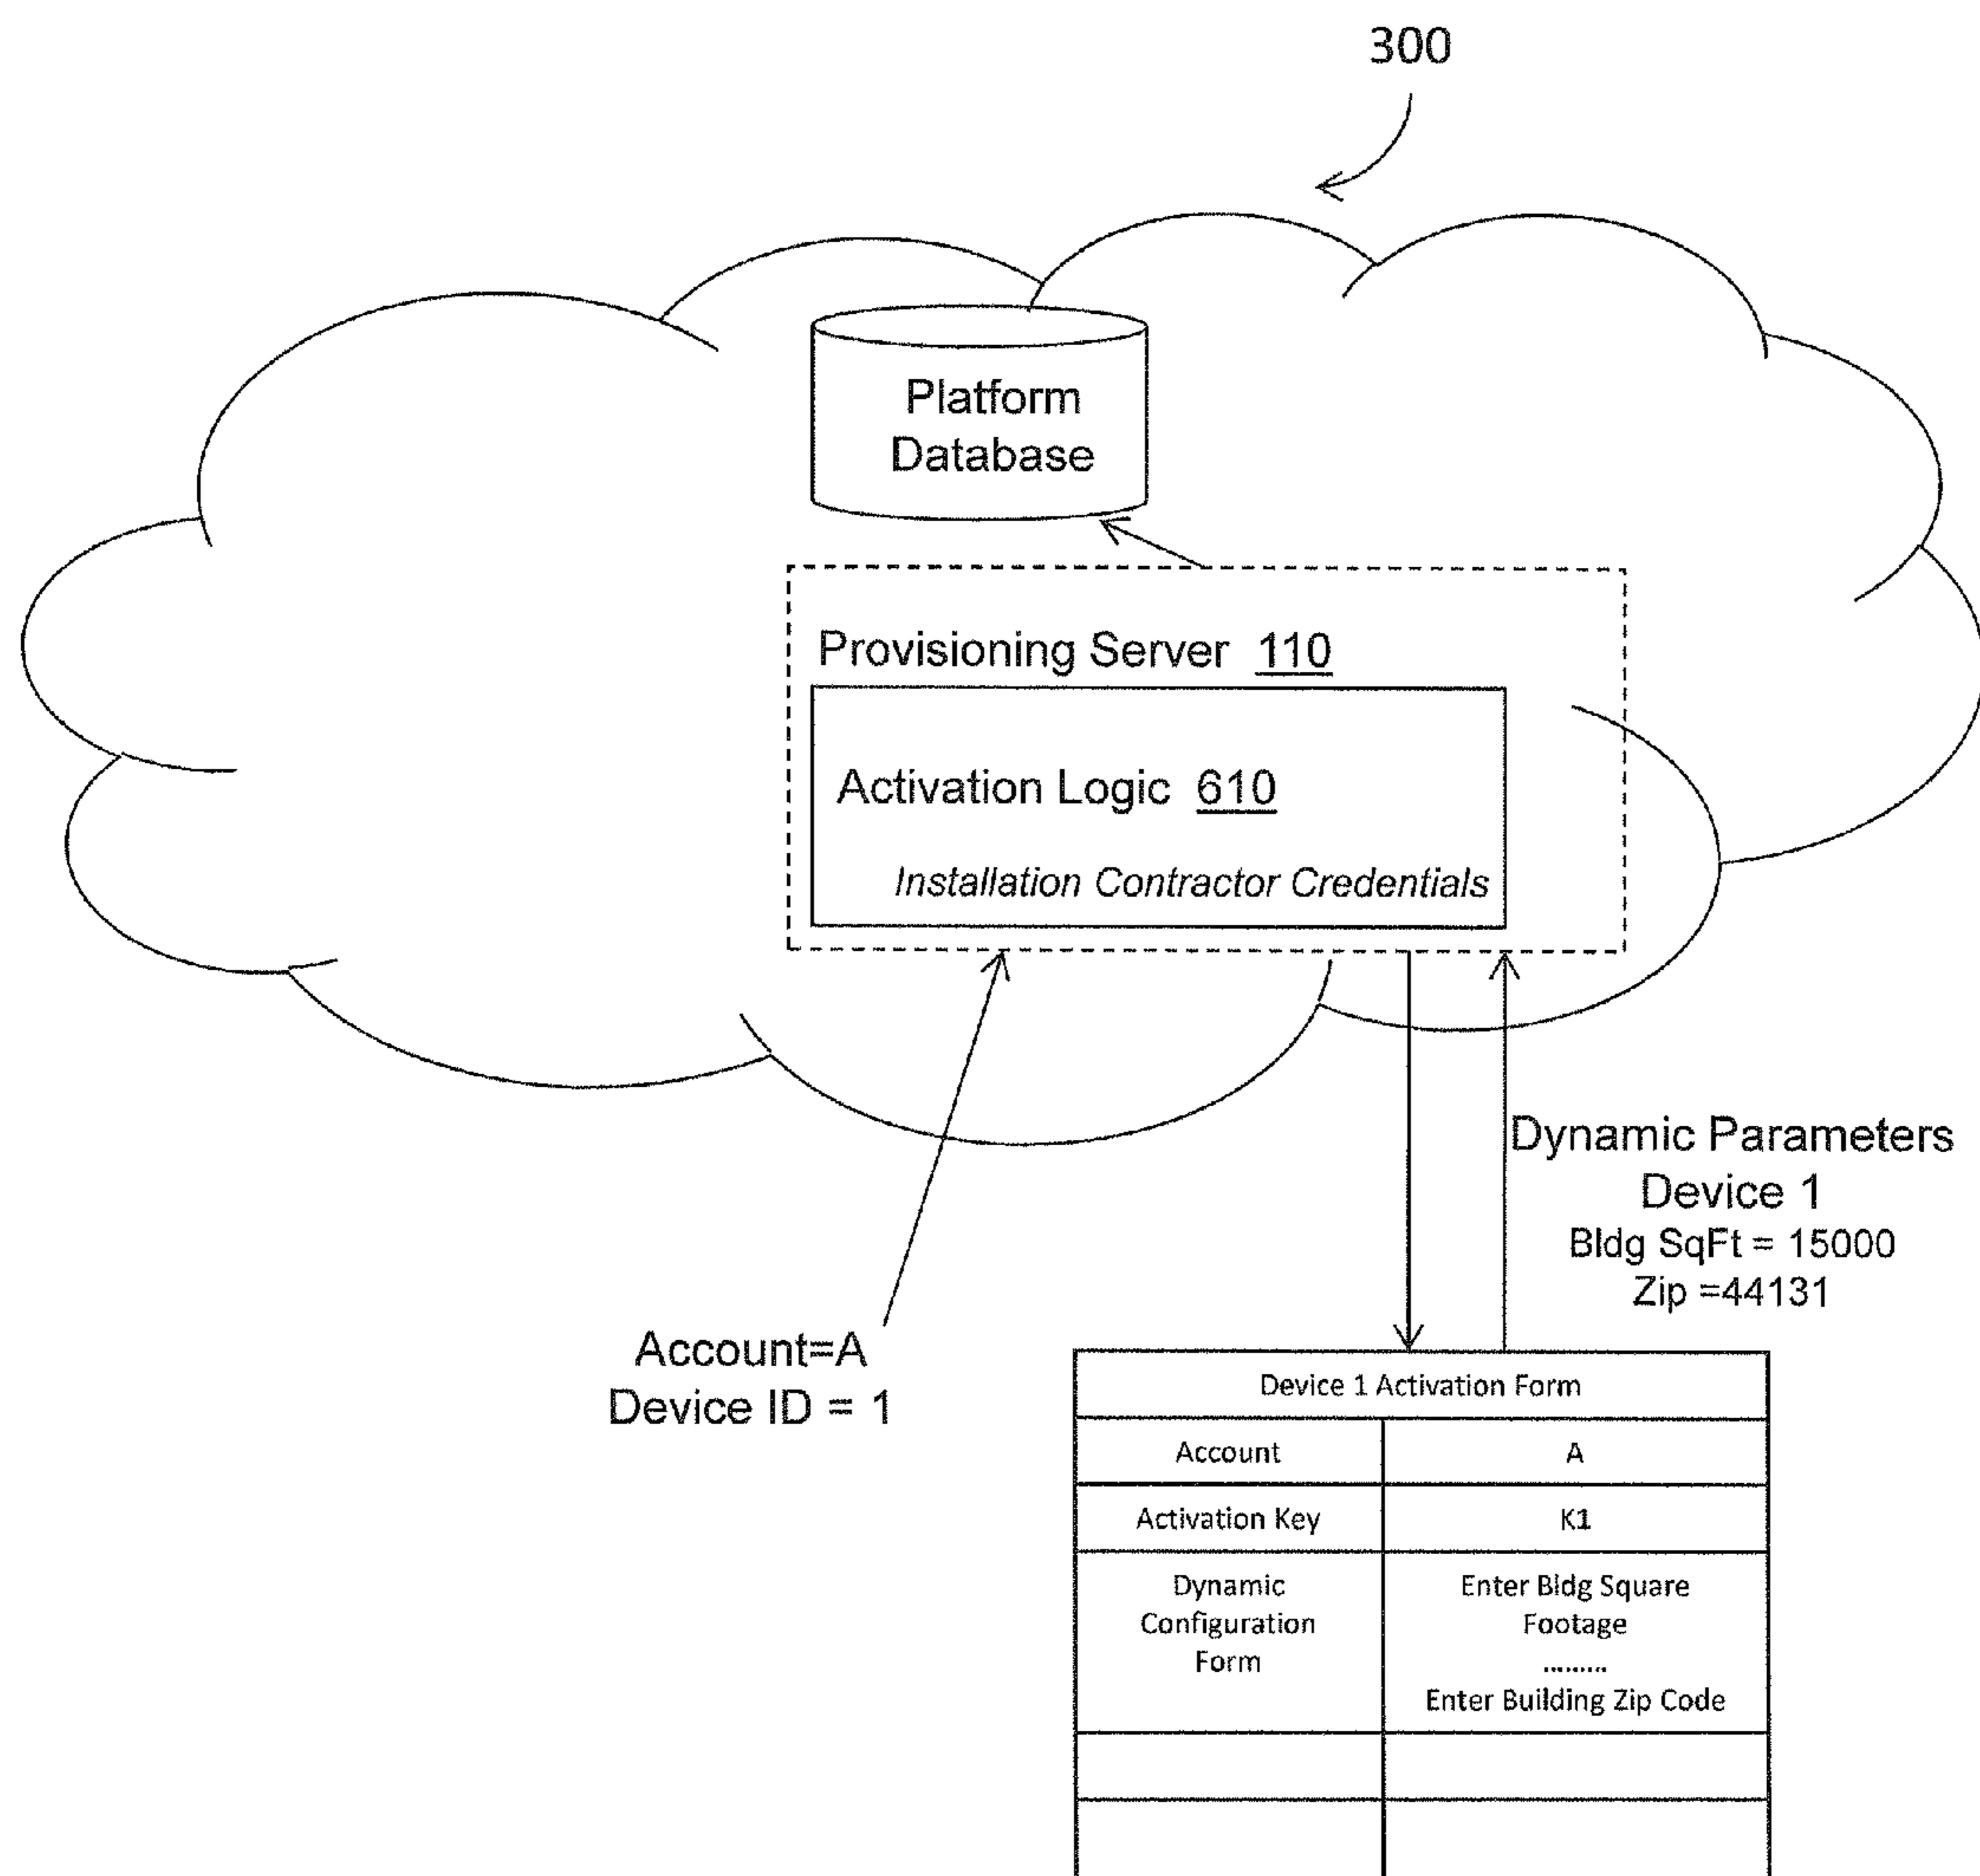 300
Platform
Database
Provisioning Server 110
Activation Logic 610
Installation Contractor Credentials
Dynamic Parameters
Device 1
Bldg SqFt = 15000
Zip =44131
Account=A
Device ID = 1
Device 1 Activation Form
Account A
Activation Key K1
Dynamic
Configuration
Form
Enter Bldg Square
Footage
.........
Enter Building Zip Code